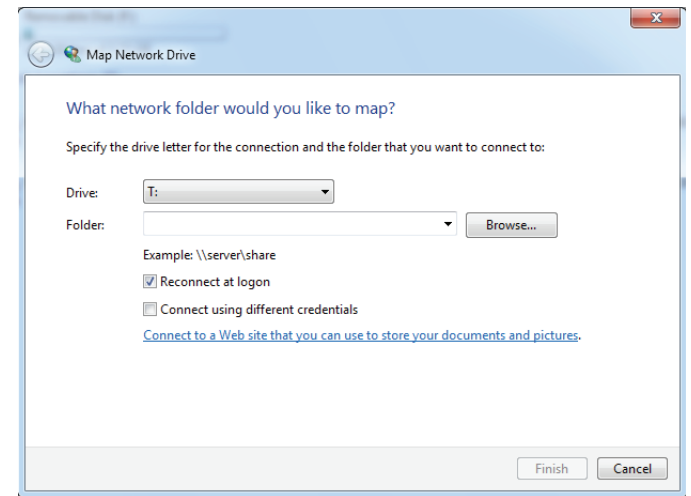 Removable Disk (F:)
Map Network Drive
What network folder would you like to map?
Specify the drive letter for the connection and the folder that you want to connect to:
Drive: T:
Folder: Browse...
Example: \\server\share
Reconnect at logon
Connect using different credentials
Connect to a Web site that you can use to store your documents and pictures.
Finish Cancel